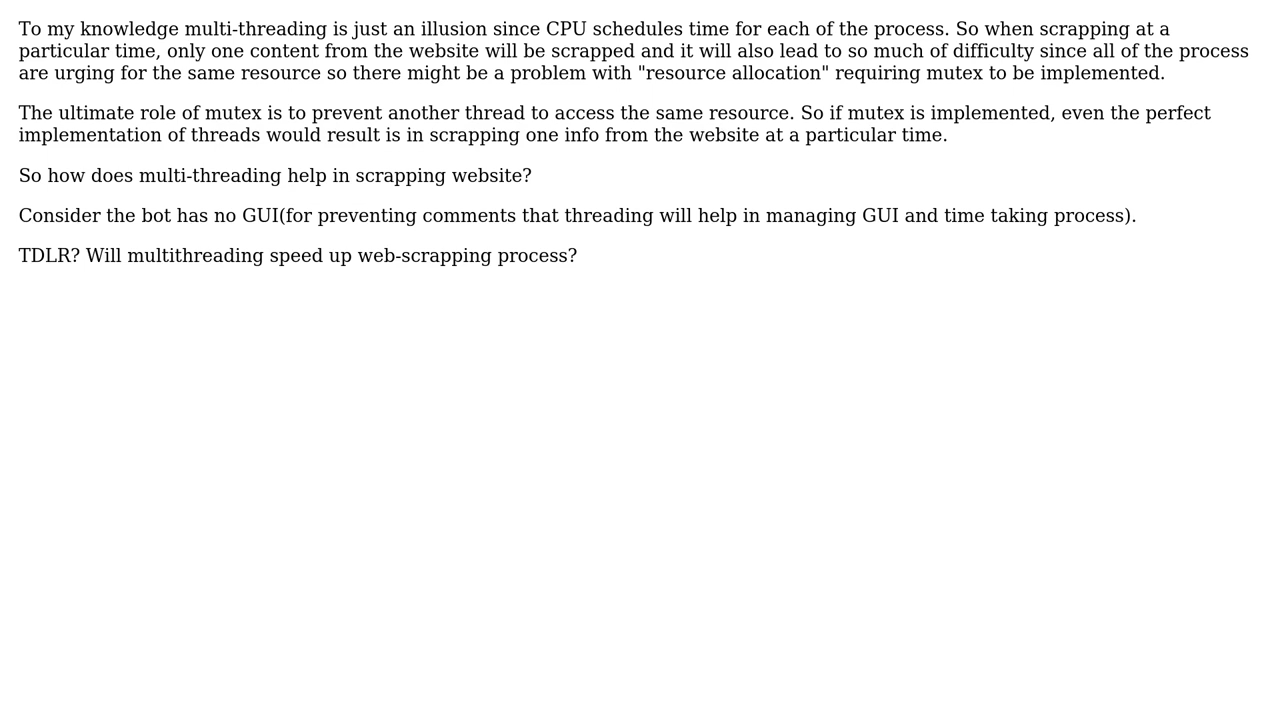 To my knowledge multi-threading is just an illusion since CPU schedules time for each of the process. So when scrapping at a
particular time, only one content from the website will be scrapped and it will also lead to so much of difficulty since all of the process
are urging for the same resource so there might be a problem with "resource allocation" requiring mutex to be implemented.
The ultimate role of mutex is to prevent another thread to access the same resource. So if mutex is implemented, even the perfect
implementation of threads would result is in scrapping one info from the website at a particular time.
So how does multi-threading help in scrapping website?
Consider the bot has no GUI(for preventing comments that threading will help in managing GUI and time taking process).
TDLR? Will multithreading speed up web-scrapping process?